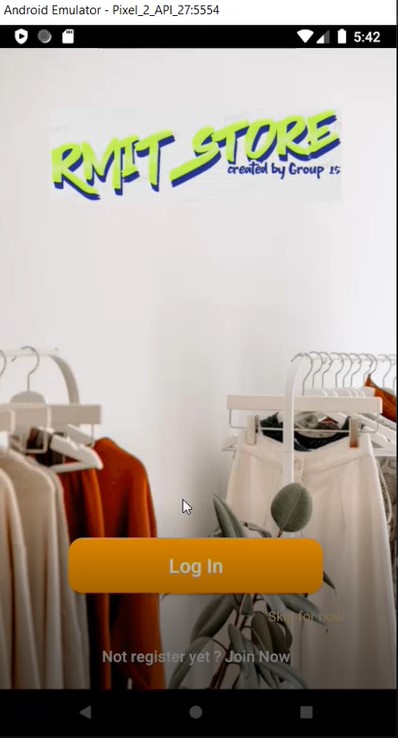 Android Emulator - Pixel_2_API_27:5554
5:42
RMIT STORE
created by Group 15
Log In
Skip for now
Not register yet ? Join Now